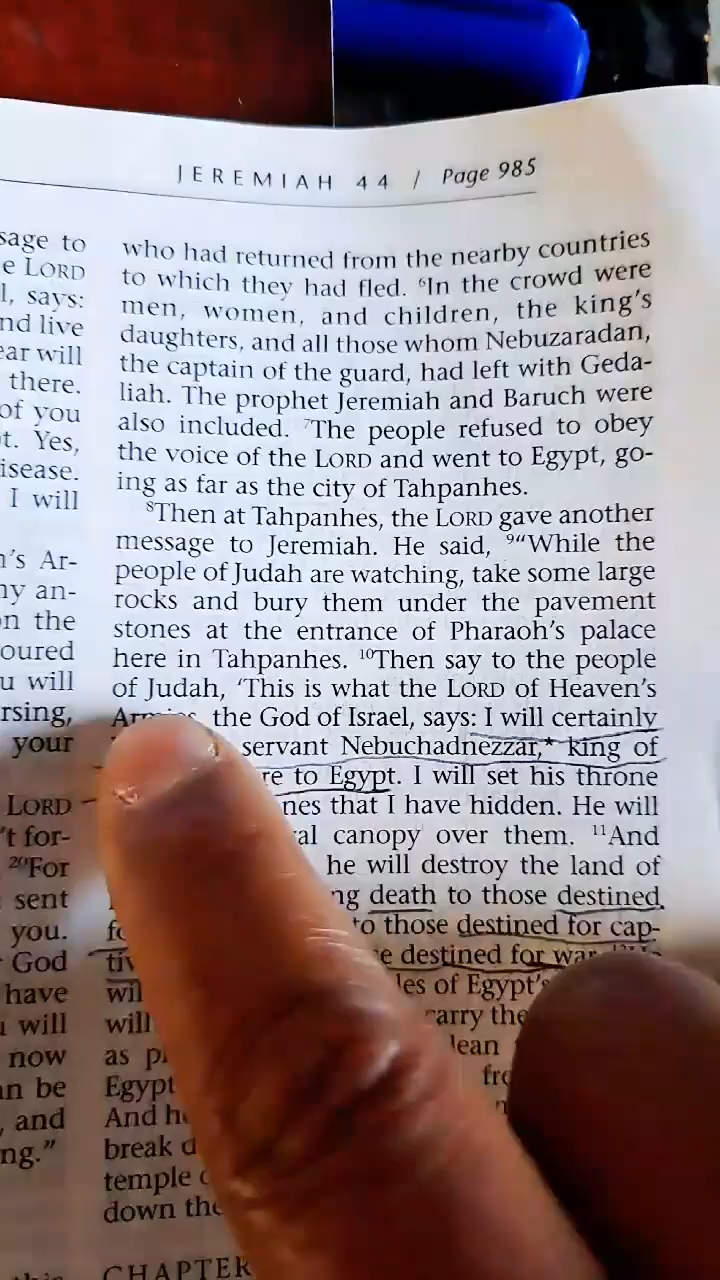 JEREMIAH 44 / Page 985
sage to
e LORD
l, says:
nd live
ear will
there.
of you
t. Yes,
isease.
I will
n's Ar-
ny an-
on the
oured
u will
rsing,
your
LORD
't for-
20For
sent
you.
God
have
u will
now
an be
, and
ng.”
who had returned from the nearby countries
to which they had fled. 6In the crowd were
men, women, and children, the king's
daughters, and all those whom Nebuzaradan,
the captain of the guard, had left with Geda-
liah. The prophet Jeremiah and Baruch were
also included. 7The people refused to obey
the voice of the LORD and went to Egypt, go-
ing as far as the city of Tahpanhes.
8Then at Tahpanhes, the LORD gave another
message to Jeremiah. He said, 9“While the
people of Judah are watching, take some large
rocks and bury them under the pavement
stones at the entrance of Pharaoh's palace
here in Tahpanhes. 10Then say to the people
of Judah, ‘This is what the LORD of Heaven's
Armies, the God of Israel, says: I will certainly
servant Nebuchadnezzar,* king of
re to Egypt. I will set his throne
nes that I have hidden. He will
al canopy over them. 11And
he will destroy the land of
ng death to those destined
to those destined for cap-
tiv e destined for war.
wil les of Egypt's
will carry the
as p lean
Egypt fro
And h
break d
temple
down the
CHAPTER